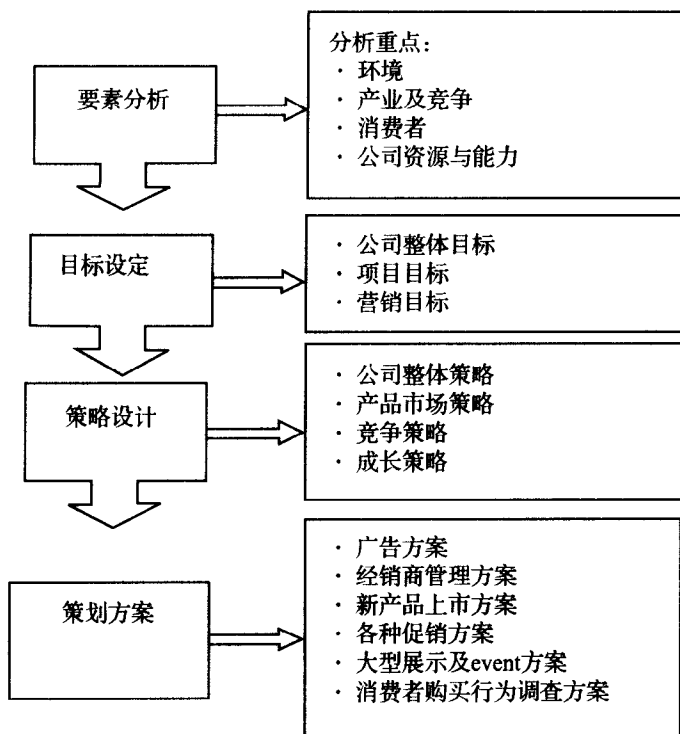 要素分析
分析重点：
· 环境
· 产业及竞争
· 消费者
· 公司资源与能力
目标设定
· 公司整体目标
· 项目目标
· 营销目标
策略设计
· 公司整体策略
· 产品市场策略
· 竞争策略
· 成长策略
策划方案
· 广告方案
· 经销商管理方案
· 新产品上市方案
· 各种促销方案
· 大型展示及event方案
· 消费者购买行为调查方案